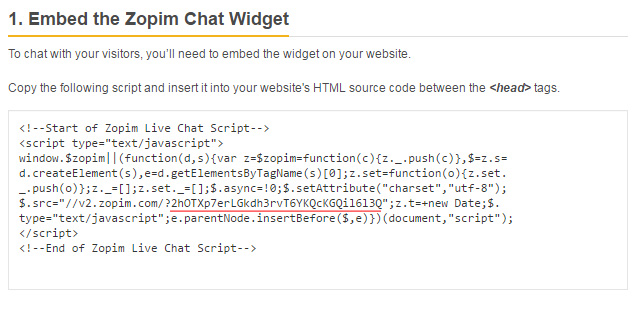 1. Embed the Zopim Chat Widget
To chat with your visitors, you'll need to embed the widget on your website.
Copy the following script and insert it into your website's HTML source code between the <head> tags.
<!--Start of Zopim Live Chat Script-->
<script type="text/javascript">
window.$zopim||(function(d,s){var z=$zopim=function(c){z._.push(c)},$=z.s=
d.createElement(s),e=d.getElementsByTagName(s)[0];z.set=function(o){z.set.
_.push(o)};z._=[];z.set._=[];$.async=!0;$.setAttribute("charset","utf-8");
$.src="//v2.zopim.com/?2hOTXp7erLGkdh3rvT6YKQcKGQil6l3Q";z.t=+new Date;$.
type="text/javascript";e.parentNode.insertBefore($,e)})(document,"script");
</script>
<!--End of Zopim Live Chat Script-->